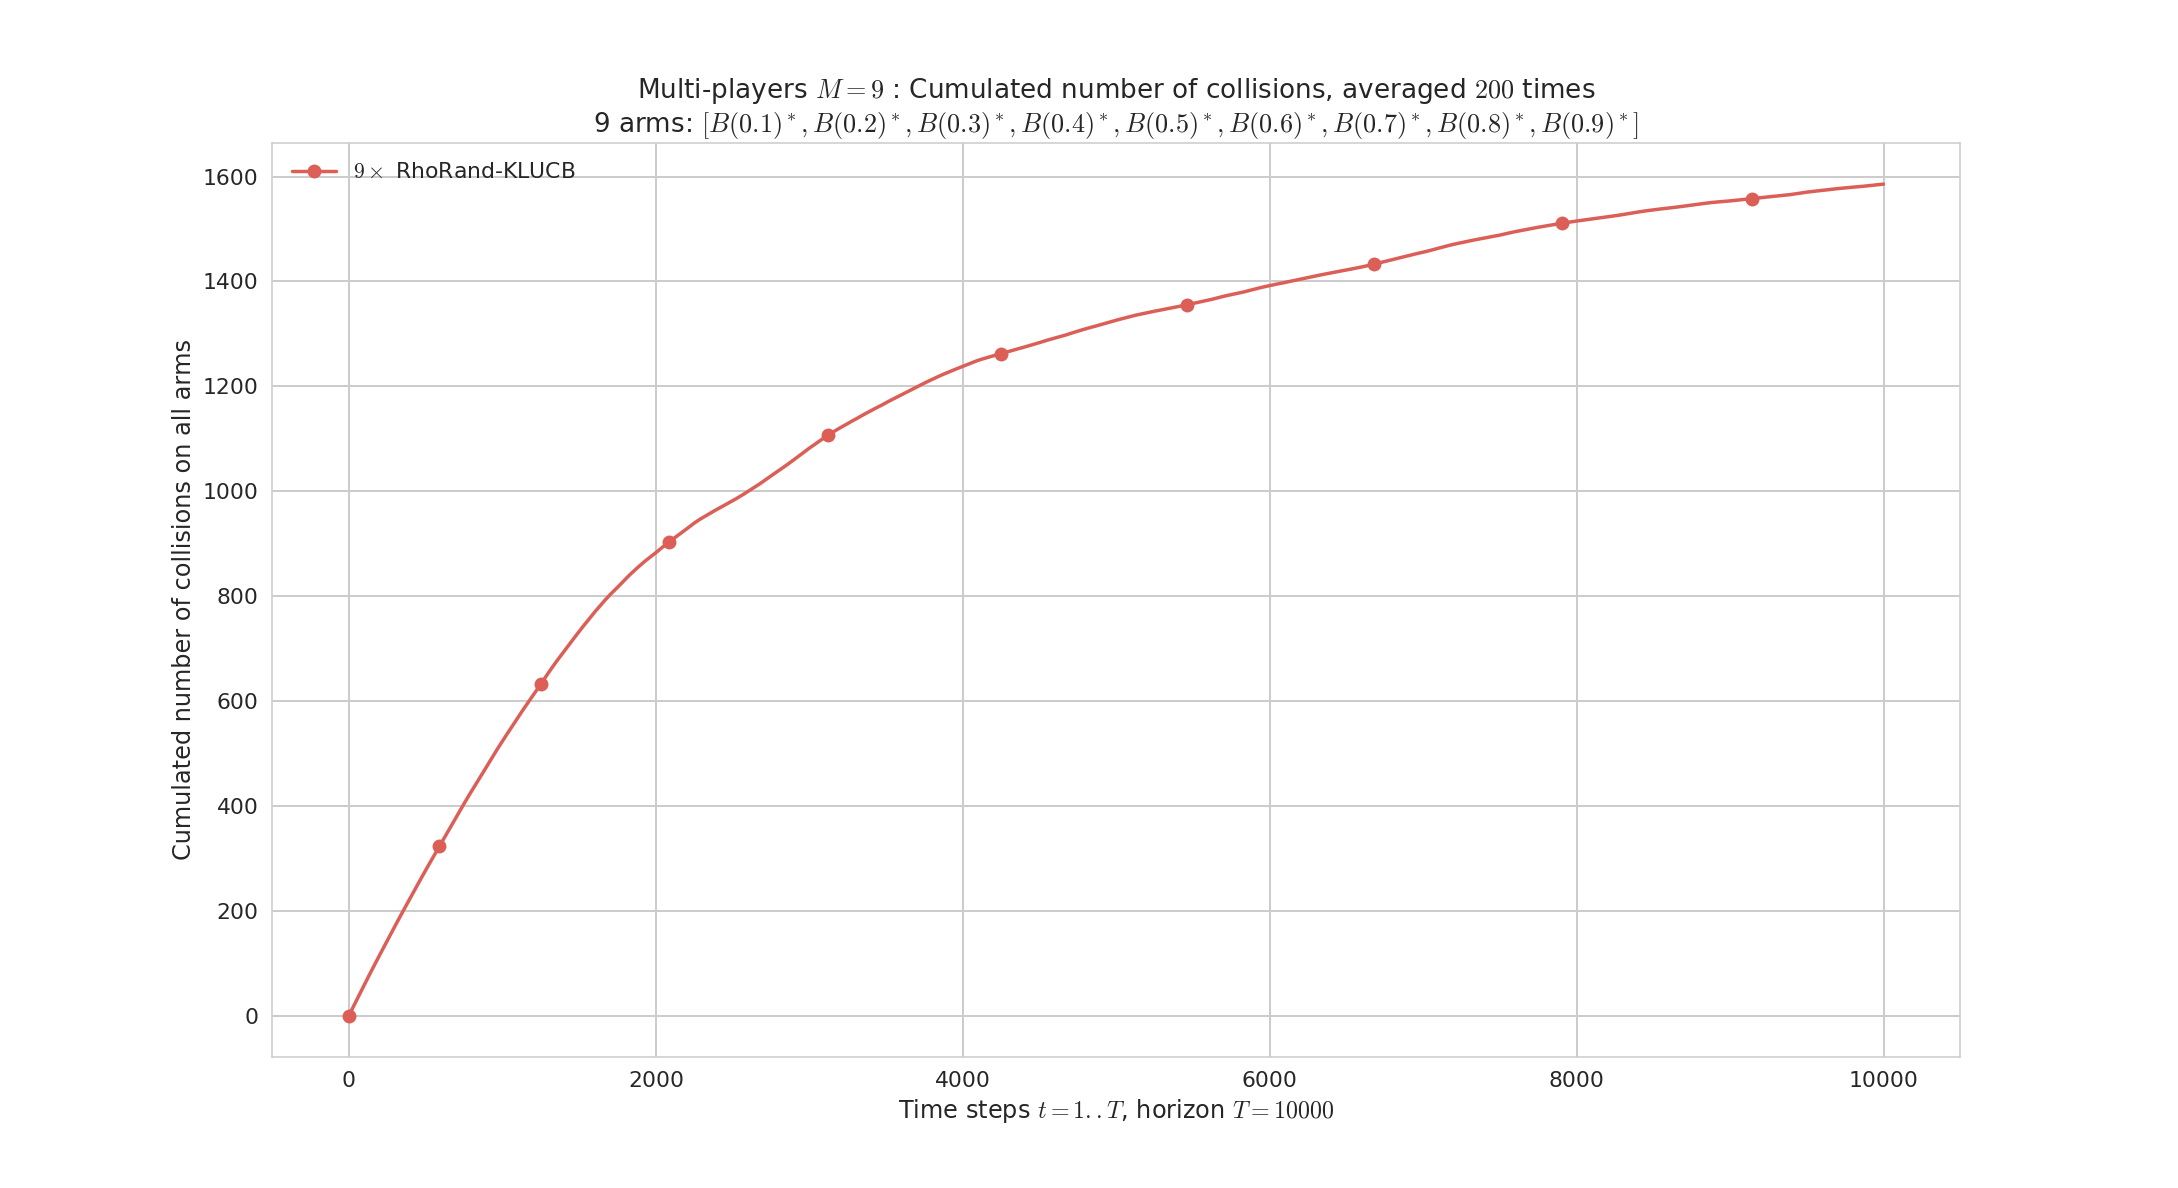 Multi-players M = 9 : Cumulated number of collisions, averaged 200 times
9 arms: [B(0.1)*, B(0.2)*, B(0.3)*, B(0.4)*, B(0.5)*, B(0.6)*, B(0.7)*, B(0.8)*, B(0.9)*]
9× RhoRand-KLUCB
Cumulated number of collisions on all arms
1600
1400
1200
1000
800
600
400
200
0
0 2000 4000 6000 8000 10000
Time steps t = 1..T, horizon T = 10000